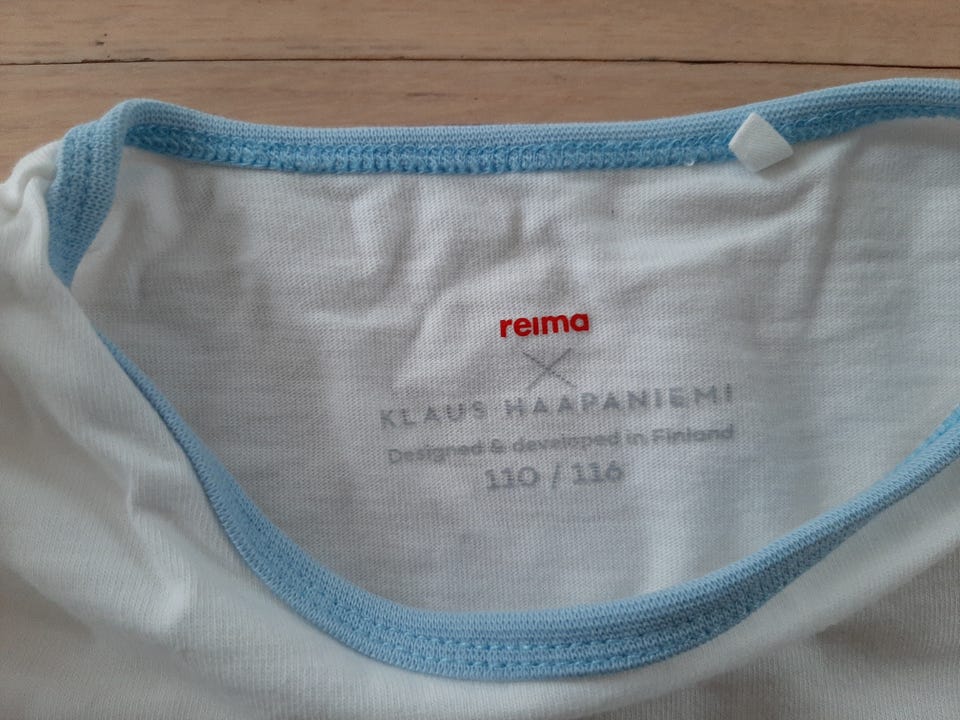 reima
X
KLAUS HAAPANIEMI
Designed & developed in Finland
110 / 116